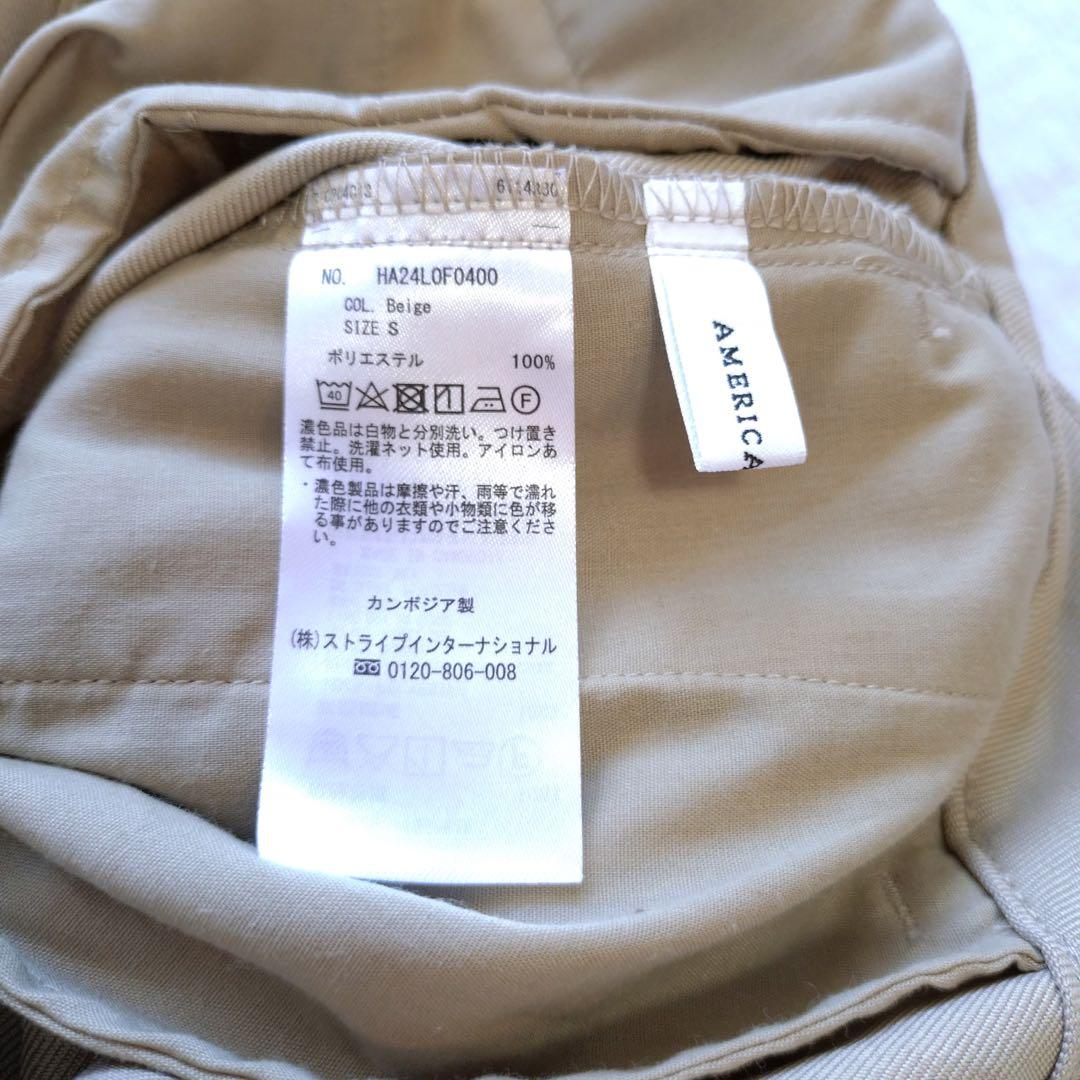 NO. HA24L0F0400
COL. Beige
SIZE S
ポリエステル 100%
40
F
濃色品は白物と分別洗い。つけ置き
禁止。洗濯ネット使用。アイロンあ
て布使用。
・濃色製品は摩擦や汗、雨等で濡れ
た際に他の衣類や小物類に色が移
る事がありますのでご注意くださ
い。
カンボジア製
(株)ストライプインターナショナル
0120-806-008
AMERICA